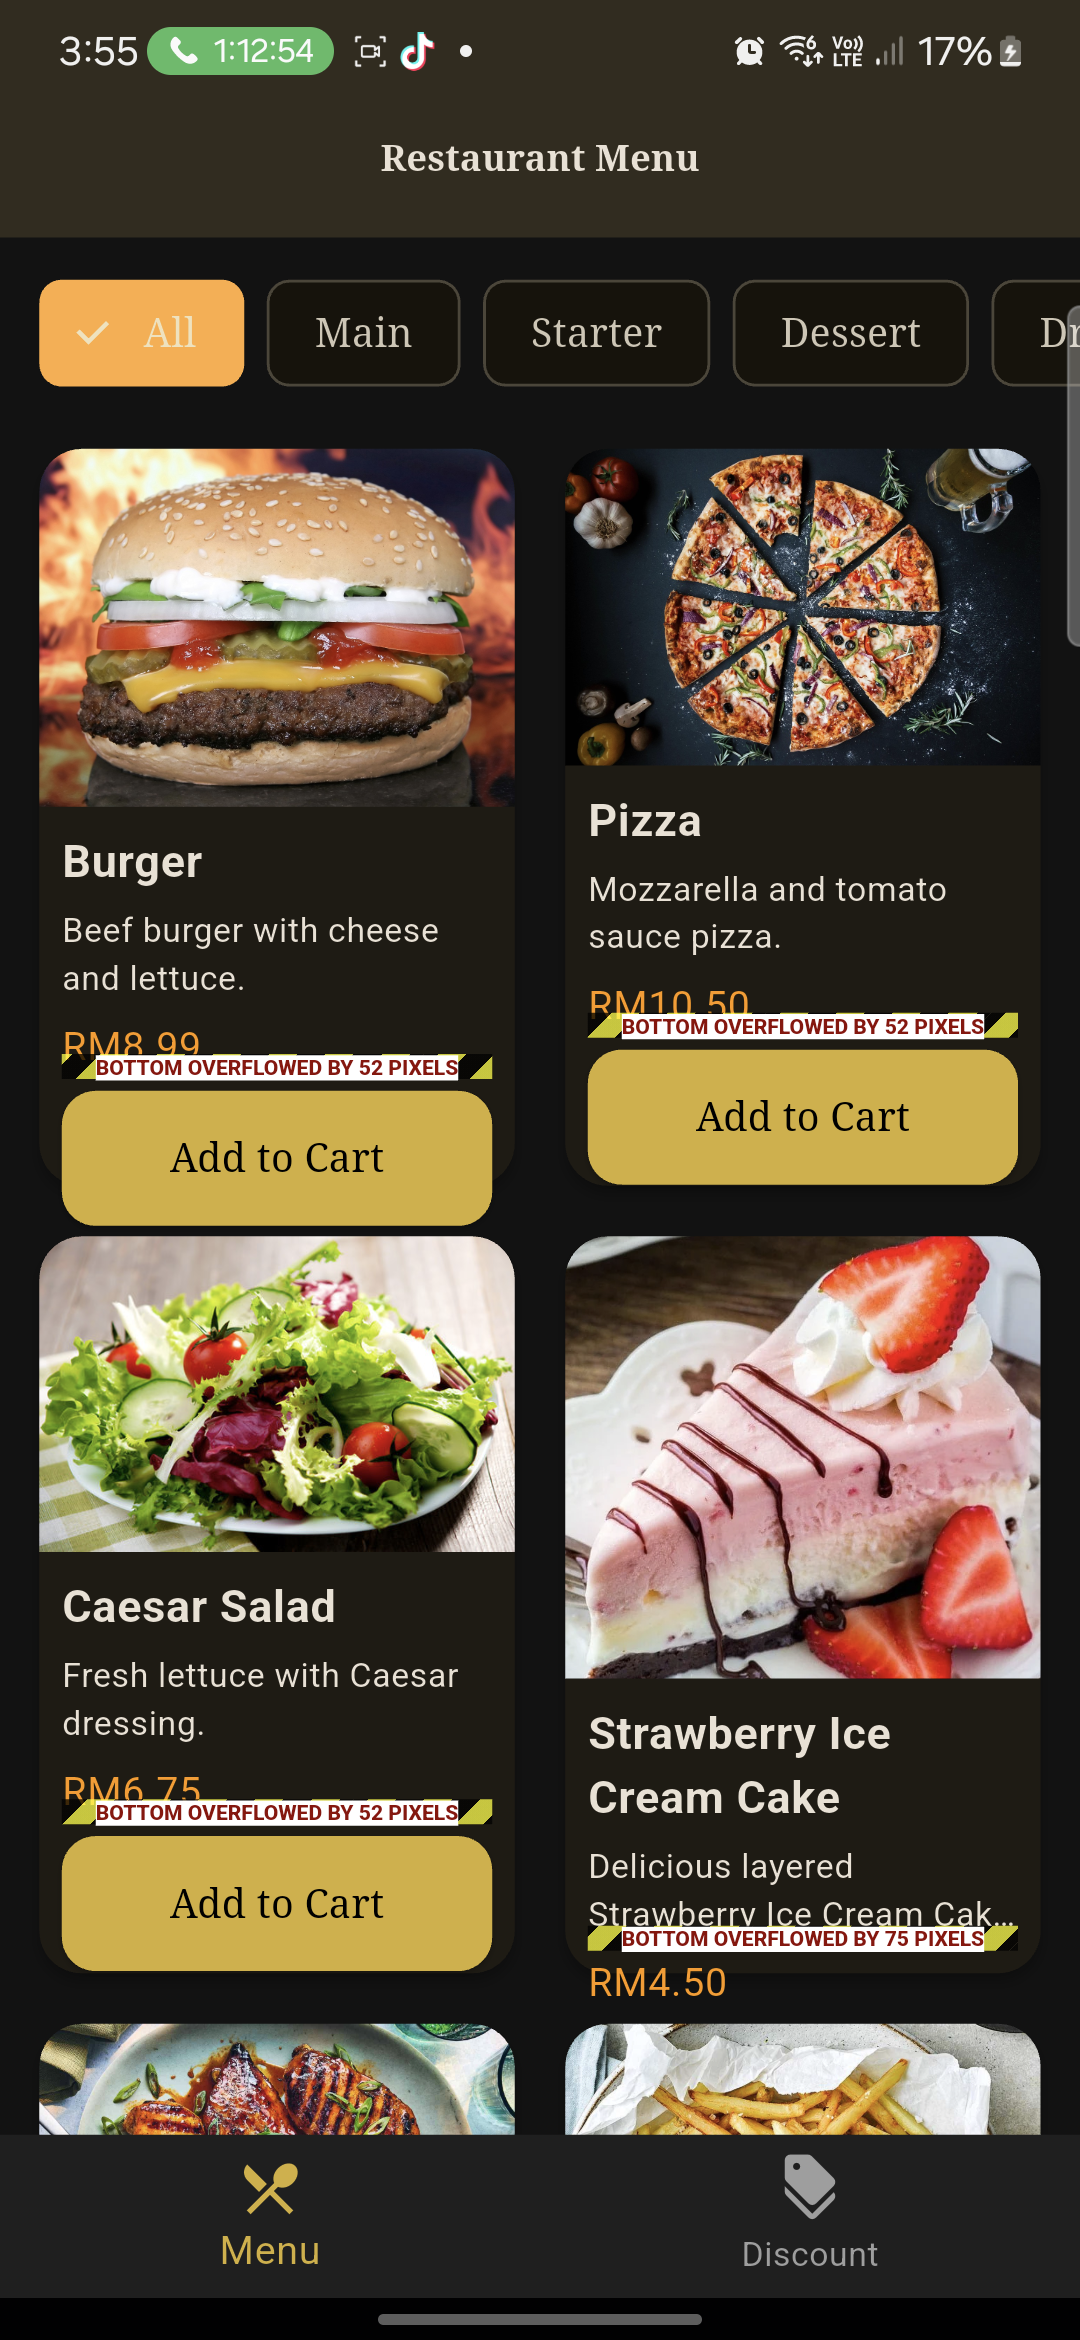 3:55 1:12:54 Vo)) LTE 6 17%
Restaurant Menu
All Main Starter Dessert Dr
Burger
Beef burger with cheese
and lettuce.
RM8.99
BOTTOM OVERFLOWED BY 52 PIXELS
Add to Cart
Pizza
Mozzarella and tomato
sauce pizza.
RM10.50
BOTTOM OVERFLOWED BY 52 PIXELS
Add to Cart
Caesar Salad
Fresh lettuce with Caesar
dressing.
RM6.75
BOTTOM OVERFLOWED BY 52 PIXELS
Add to Cart
Strawberry Ice
Cream Cake
Delicious layered
Strawberry Ice Cream Cak...
BOTTOM OVERFLOWED BY 75 PIXELS
RM4.50
Menu Discount